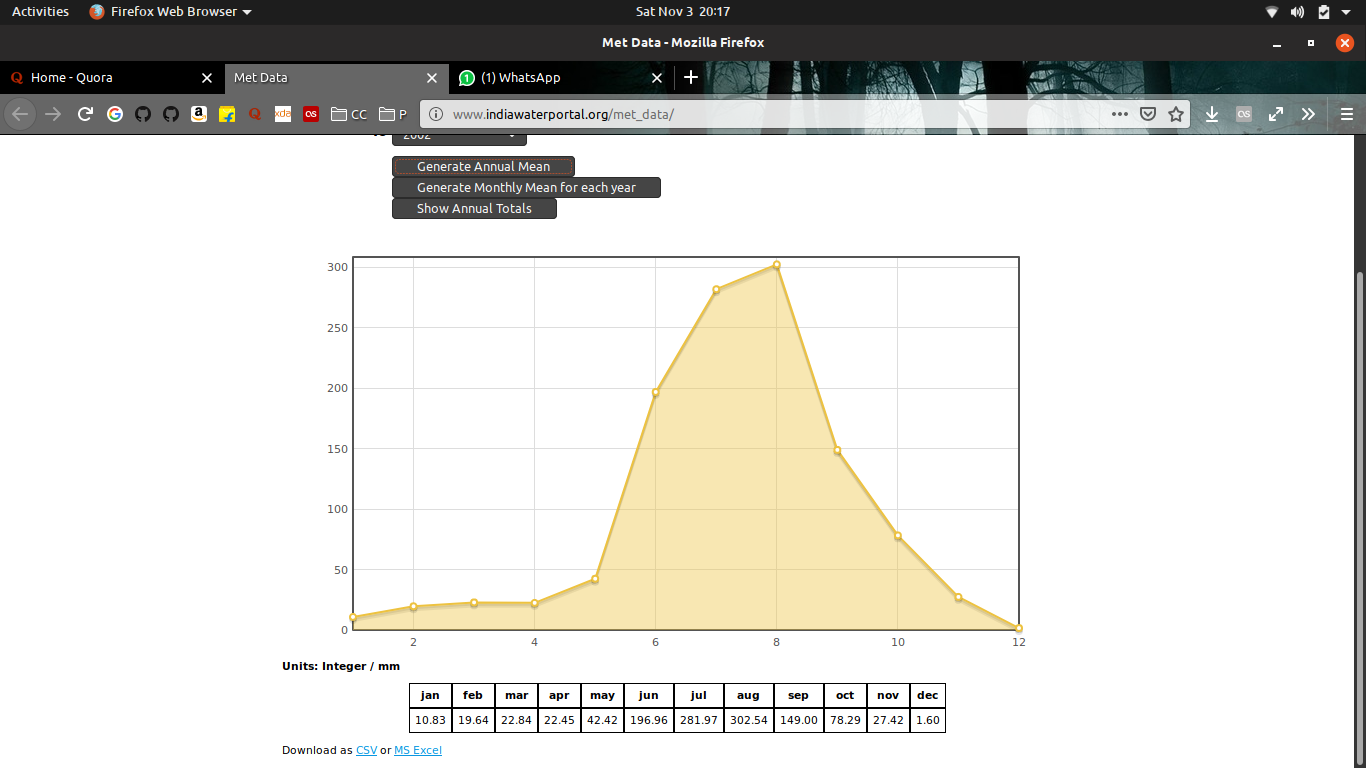 Activities Firefox Web Browser Sat Nov 3 20:17
Met Data - Mozilla Firefox
Home - Quora Met Data (1) WhatsApp
CC P www.indiawaterportal.org/met_data/
Generate Annual Mean
Generate Monthly Mean for each year
Show Annual Totals
300
250
200
150
100
50
0
2 4 6 8 10 12
Units: Integer / mm
jan feb mar apr may jun jul aug sep oct nov dec
10.83 19.64 22.84 22.45 42.42 196.96 281.97 302.54 149.00 78.29 27.42 1.60
Download as CSV or MS Excel